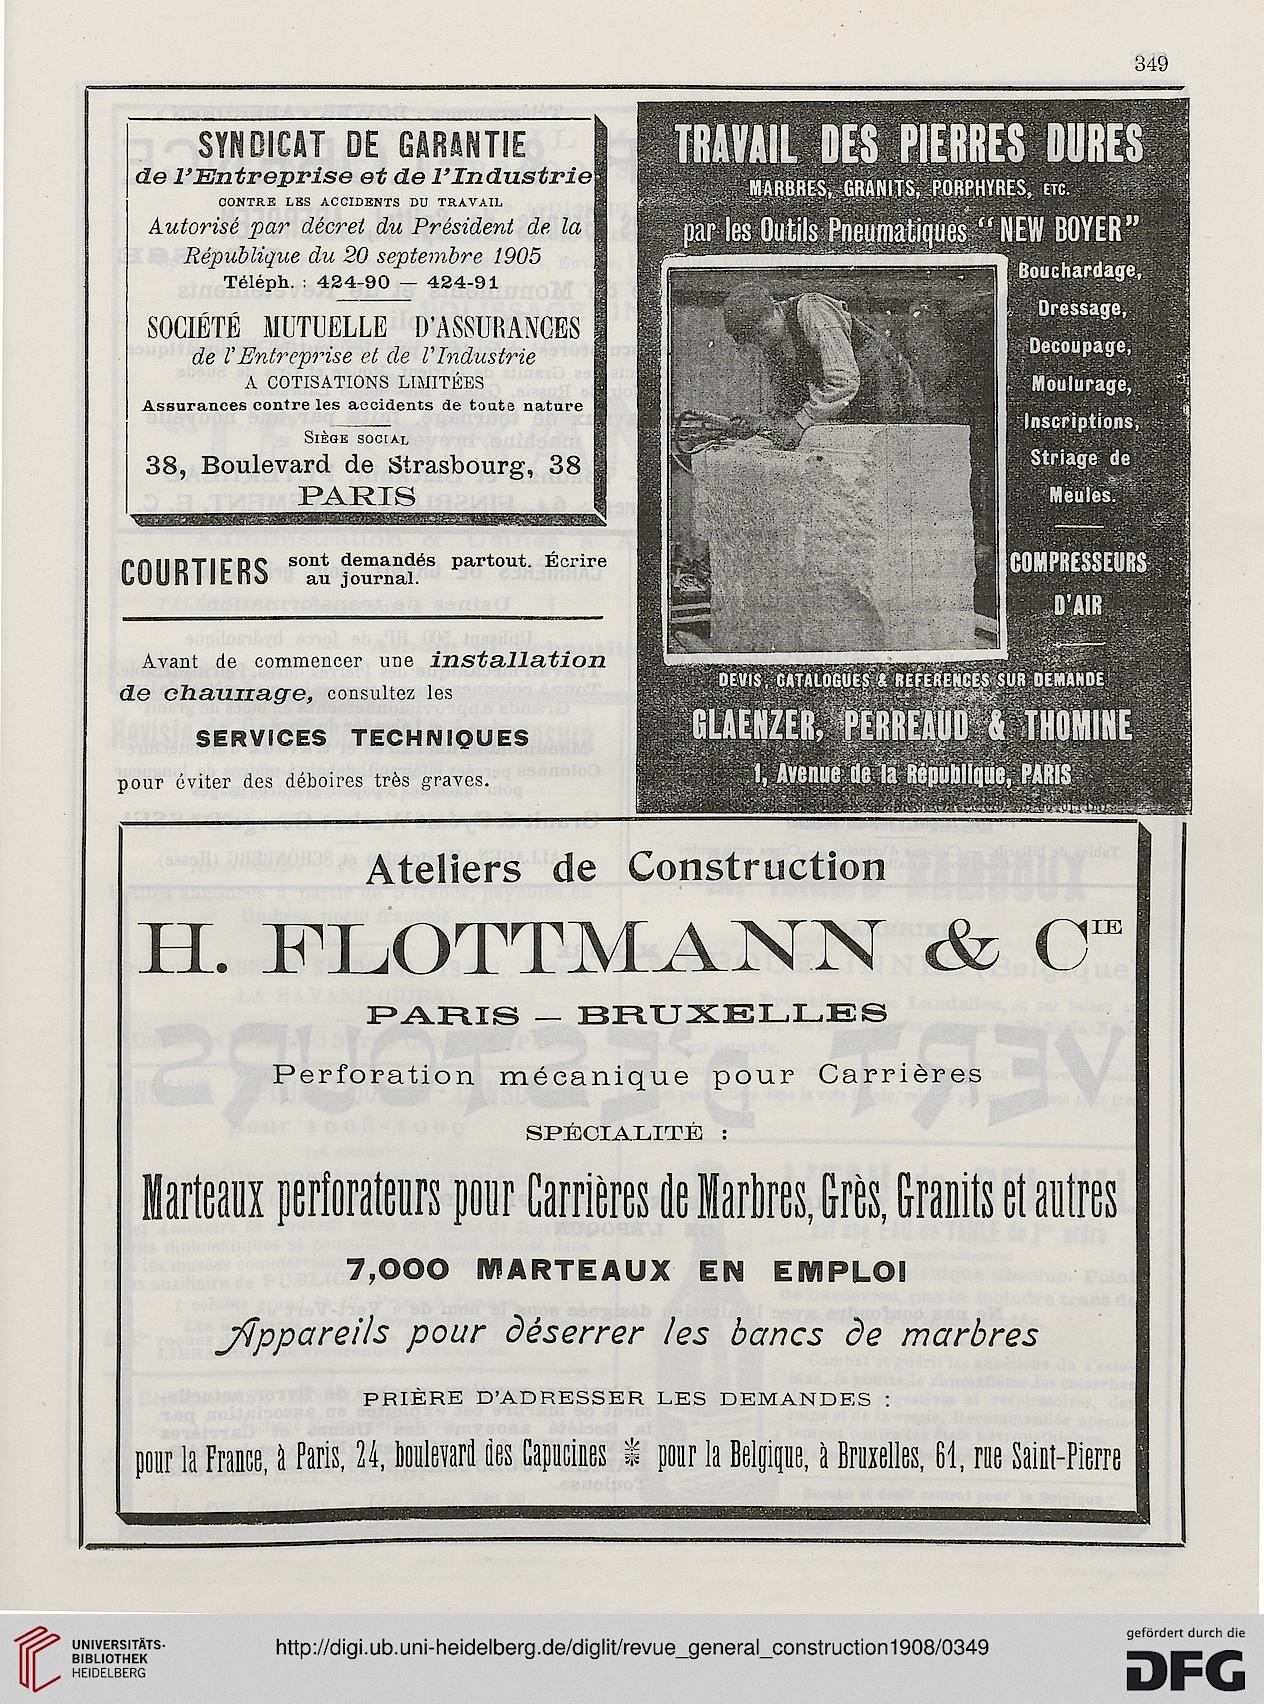 349
SYNDICAT DE GARANTIE
de l'Entreprise et de l'Industrie
CONTRE LES ACCIDENTS DU TRAVAIL
Autorisé par décret du Président de la
République du 20 septembre 1905
Téléph. : 424-90 — 424-91
SOCIÉTÉ MUTUELLE D'ASSURANCES
de l'Entreprise et de l'Industrie
A COTISATIONS LIMITÉES
Assurances contre les accidents de toute nature
SIÈGE SOCIAL
38, Boulevard de Strasbourg, 38
PARIS
COURTIERS sont demandés partout. Écrire
au journal.
Avant de commencer une installation
de chauffage, consultez les
SERVICES TECHNIQUES
pour éviter des déboires très graves.
TRAVAIL DES PIERRES DURES
MARBRES, GRANITS, PORPHYRES, ETC.
par les Outils Pneumatiques "NEW BOYER"
Bouchardage,
Dressage,
Decoupage,
Moulurage,
Inscriptions,
Striage de
Meules.
COMPRESSEURS
D'AIR
DEVIS, CATALOGUES & REFERENCES SUR DEMANDE
GLAENZER, PERREAUD & THOMINE
1, Avenue de la République, PARIS
Ateliers de Construction
H. FLOTTMANN & CIE
PARIS — BRUXELLES
Perforation mécanique pour Carrières
SPÉCIALITÉ :
Marteaux perforateurs pour Carrières de Marbres, Grès, Granits et autres
7,000 MARTEAUX EN EMPLOI
Appareils pour déserrer les bancs de marbres
PRIÈRE D'ADRESSER LES DEMANDES :
pour la France, à Paris, 24, boulevard des Capucines ⁜ pour la Belgique, à Bruxelles, 61, rue Saint-Pierre
UNIVERSITÄTS-
BIBLIOTHEK
HEIDELBERG
http://digi.ub.uni-heidelberg.de/diglit/revue_general_construction1908/0349
gefördert durch die
DFG